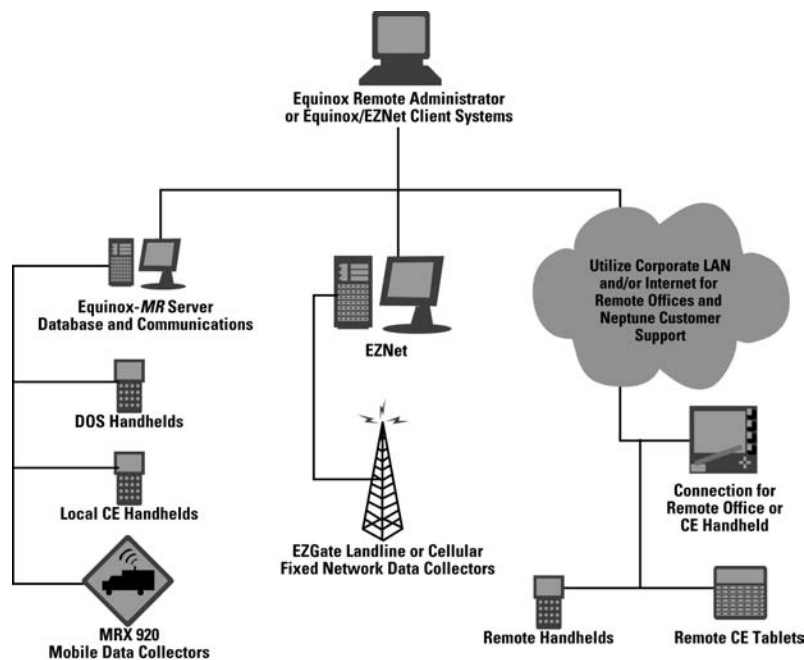 Equinox Remote Administrator
or Equinox/EZNet Client Systems
Equinox-MR Server
Database and Communications
EZNet
Utilize Corporate LAN
and/or Internet for
Remote Offices and
Neptune Customer
Support
DOS Handhelds
Local CE Handhelds
MRX 920
Mobile Data Collectors
EZGate Landline or Cellular
Fixed Network Data Collectors
Connection for
Remote Office or
CE Handheld
Remote Handhelds
Remote CE Tablets